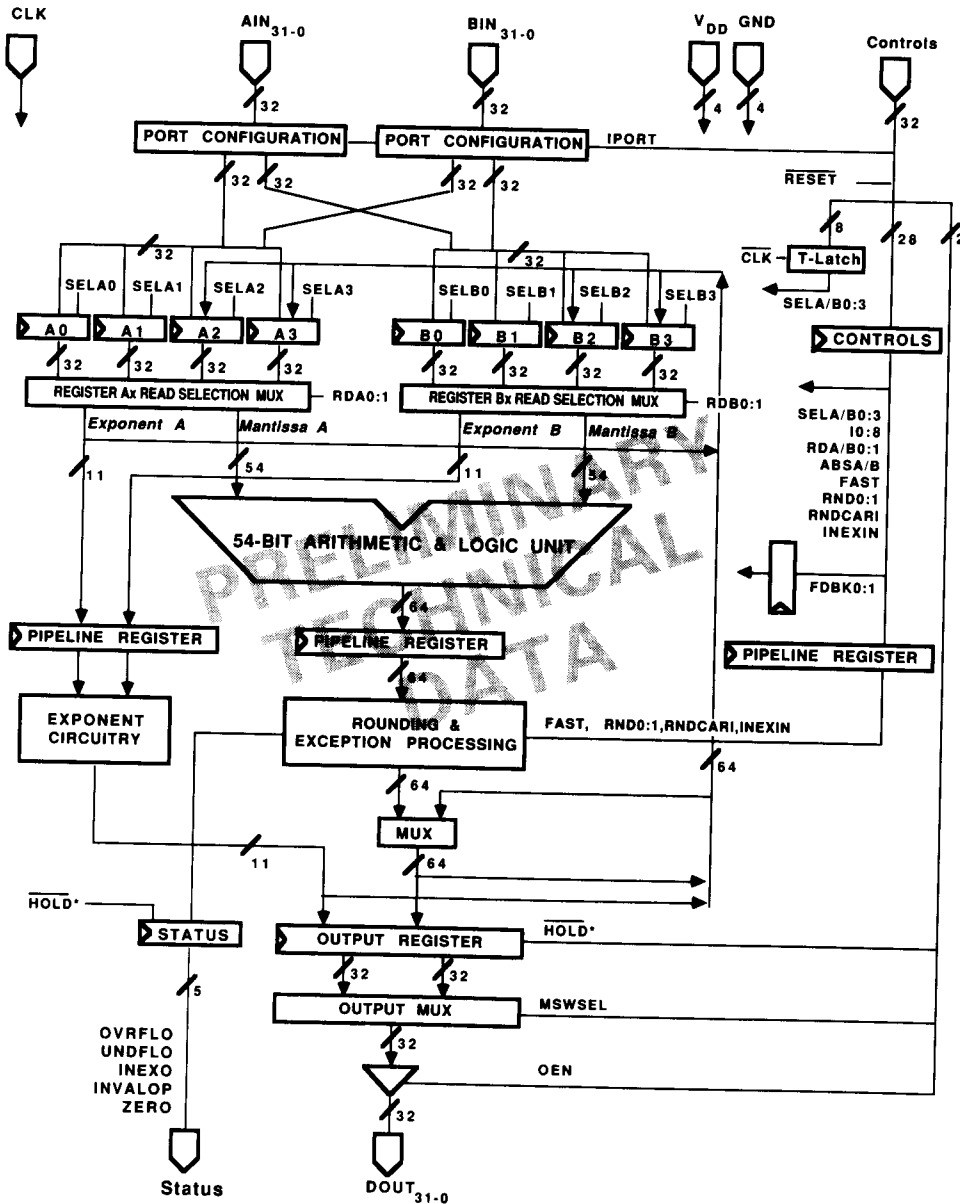 CLK
AIN31-0
BIN31-0
VDD
GND
Controls
32
32
4
4
32
PORT CONFIGURATION
PORT CONFIGURATION
IPORT
32
32
32
32
RESET
8
28
32
32
CLK
T-Latch
SELA0
SELA1
SELA2
SELA3
SELB0
SELB1
SELB2
SELB3
SELA/B0:3
A0
A1
A2
A3
B0
B1
B2
B3
CONTROLS
32
32
32
32
32
32
32
32
REGISTER Ax READ SELECTION MUX
RDA0:1
REGISTER Bx READ SELECTION MUX
RDB0:1
Exponent A
Mantissa A
Exponent B
Mantissa B
SELA/B0:3
I0:8
RDA/B0:1
ABSA/B
FAST
RND0:1
RNDCARI
INEXIN
11
54
11
54
54-BIT ARITHMETIC & LOGIC UNIT
PRELIMINARY
TECHNICAL
DATA
FDBK0:1
64
PIPELINE REGISTER
PIPELINE REGISTER
PIPELINE REGISTER
64
EXPONENT
CIRCUITRY
ROUNDING &
EXCEPTION PROCESSING
FAST, RND0:1,RNDCARI,INEXIN
64
64
MUX
11
64
HOLD*
STATUS
OUTPUT REGISTER
HOLD*
32
32
5
OUTPUT MUX
MSWSEL
32
OVRFLO
UNDFLO
INEXO
INVALOP
ZERO
OEN
32
Status
DOUT31-0